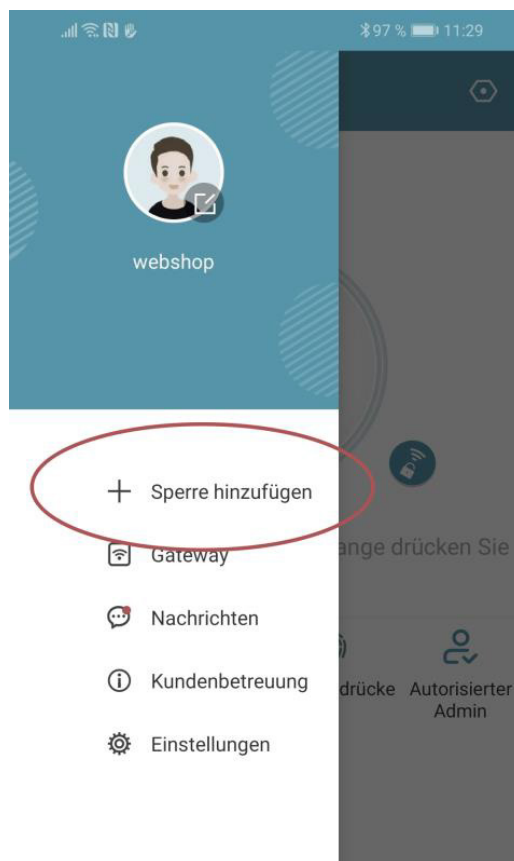 97 % 11:29
webshop
Sperre hinzufügen
Gateway
ange drücken Sie
Nachrichten
Kundenbetreuung
drücke Autorisierter
Admin
Einstellungen